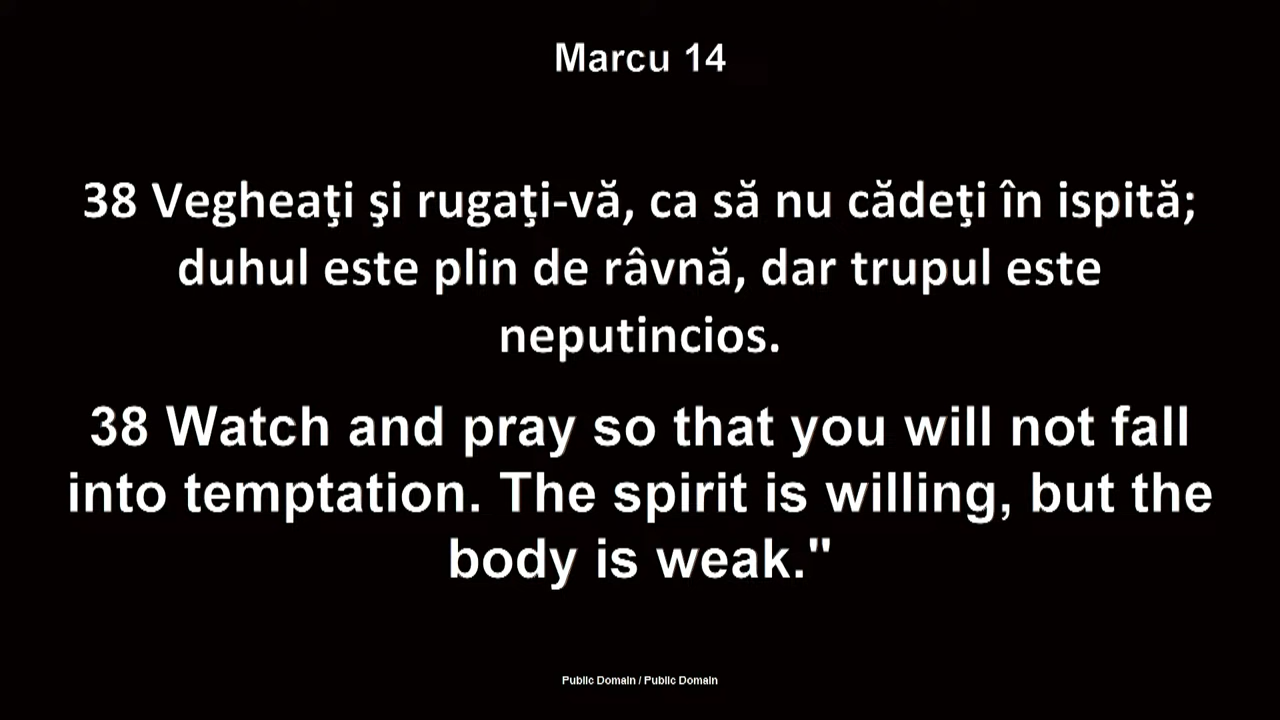 Marcu 14
38 Vegheaţi şi rugaţi-vă, ca să nu cădeţi în ispită;
duhul este plin de râvnă, dar trupul este
neputincios.
38 Watch and pray so that you will not fall
into temptation. The spirit is willing, but the
body is weak."
Public Domain / Public Domain